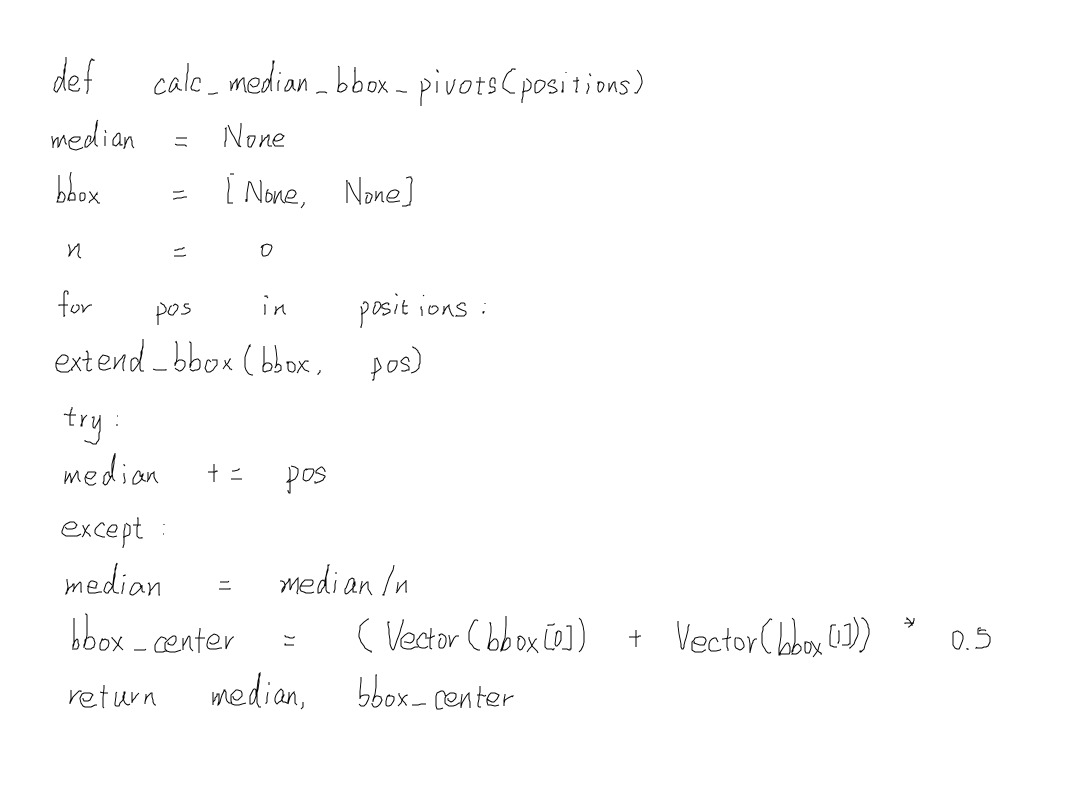 def calc_median_bbox_pivots(positions)
median = None
bbox = [None, None]
n = 0
for pos in positions:
extend_bbox(bbox, pos)
try:
median += pos
except:
median = median/n
bbox_center = (Vector(bbox[0]) + Vector(bbox[1])) * 0.5
return median, bbox_center